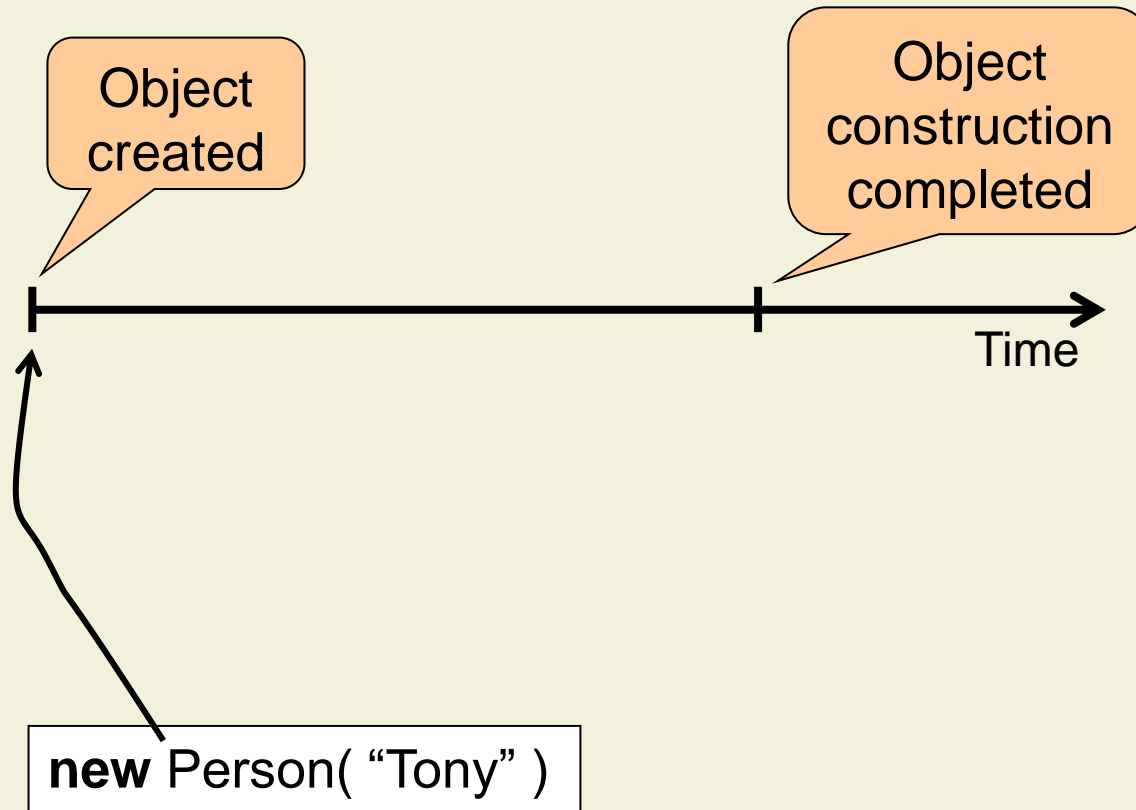 Object
created
Object
construction
completed
Time
new Person( “Tony” )